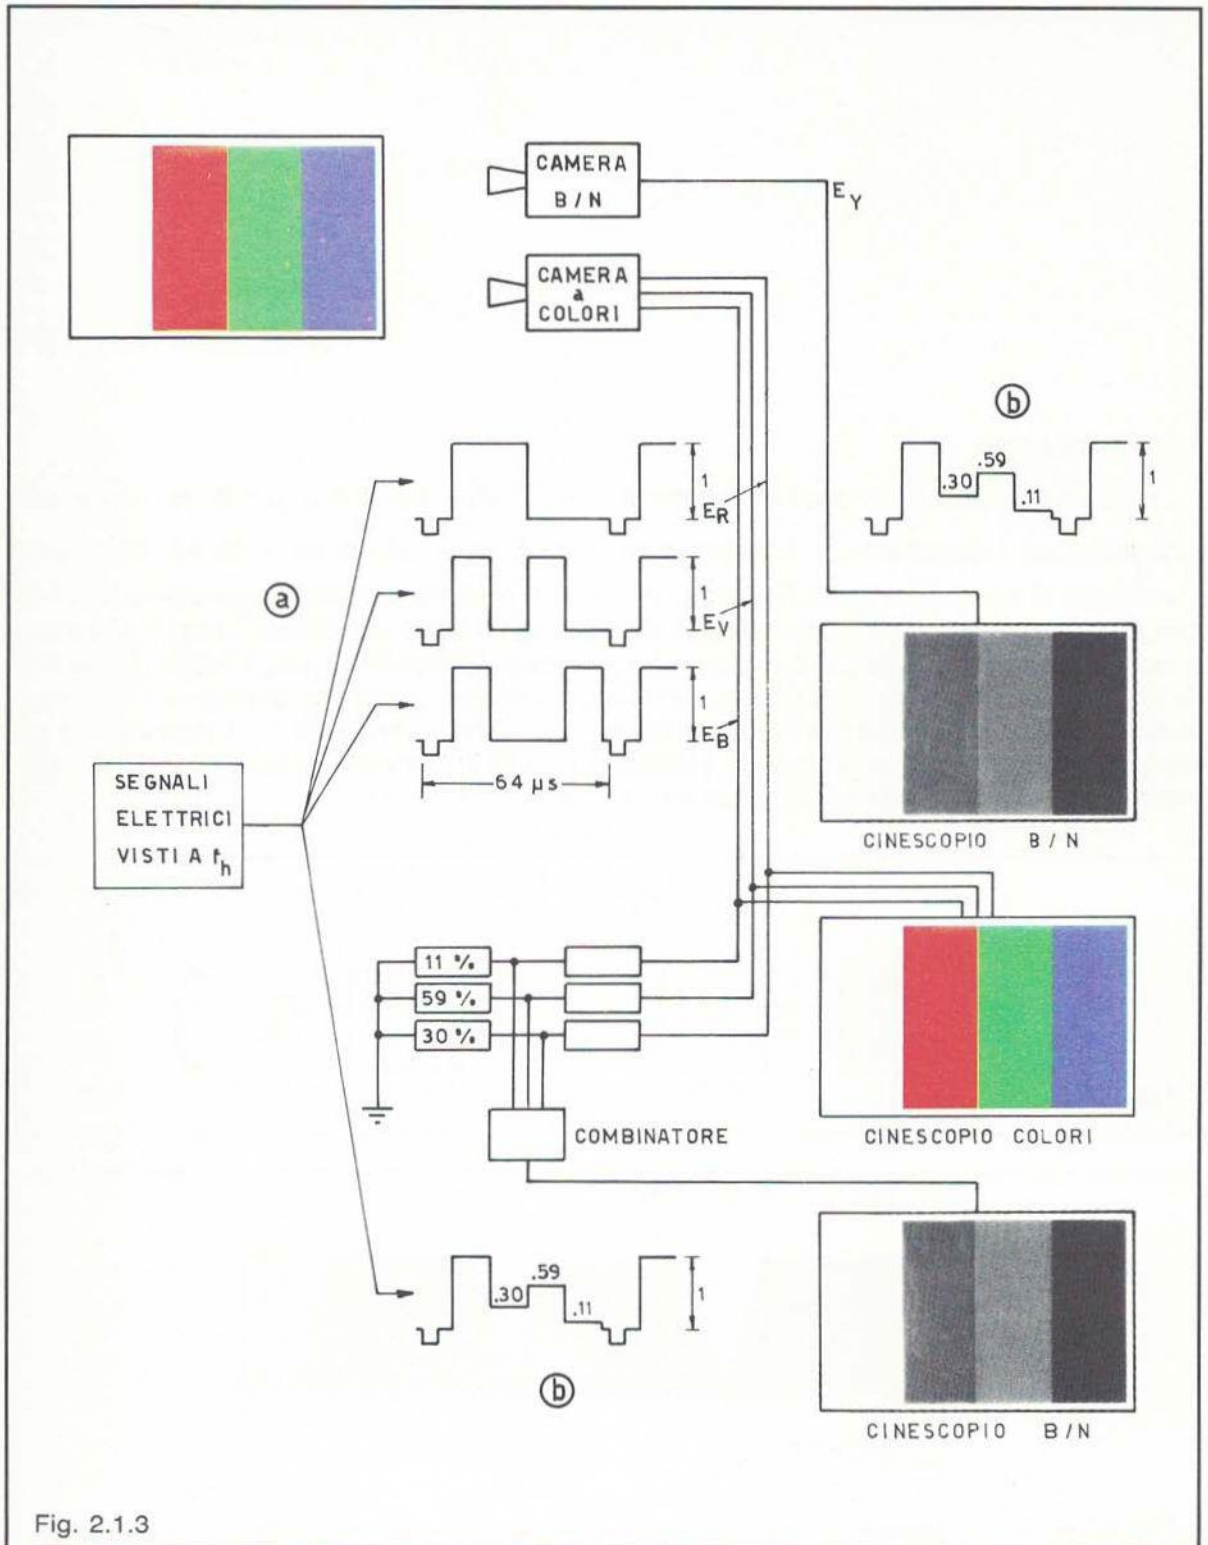 CAMERA
B / N
E_Y
CAMERA
a
COLORI
b
1
E_R
.30
.59
.11
1
a
1
E_V
1
E_B
64 µs
CINESCOPIO B / N
SEGNALI
ELETTRICI
VISTI A f_h
11 %
59 %
30 %
COMBINATORE
CINESCOPIO COLORI
.30
.59
.11
1
b
CINESCOPIO B / N
Fig. 2.1.3